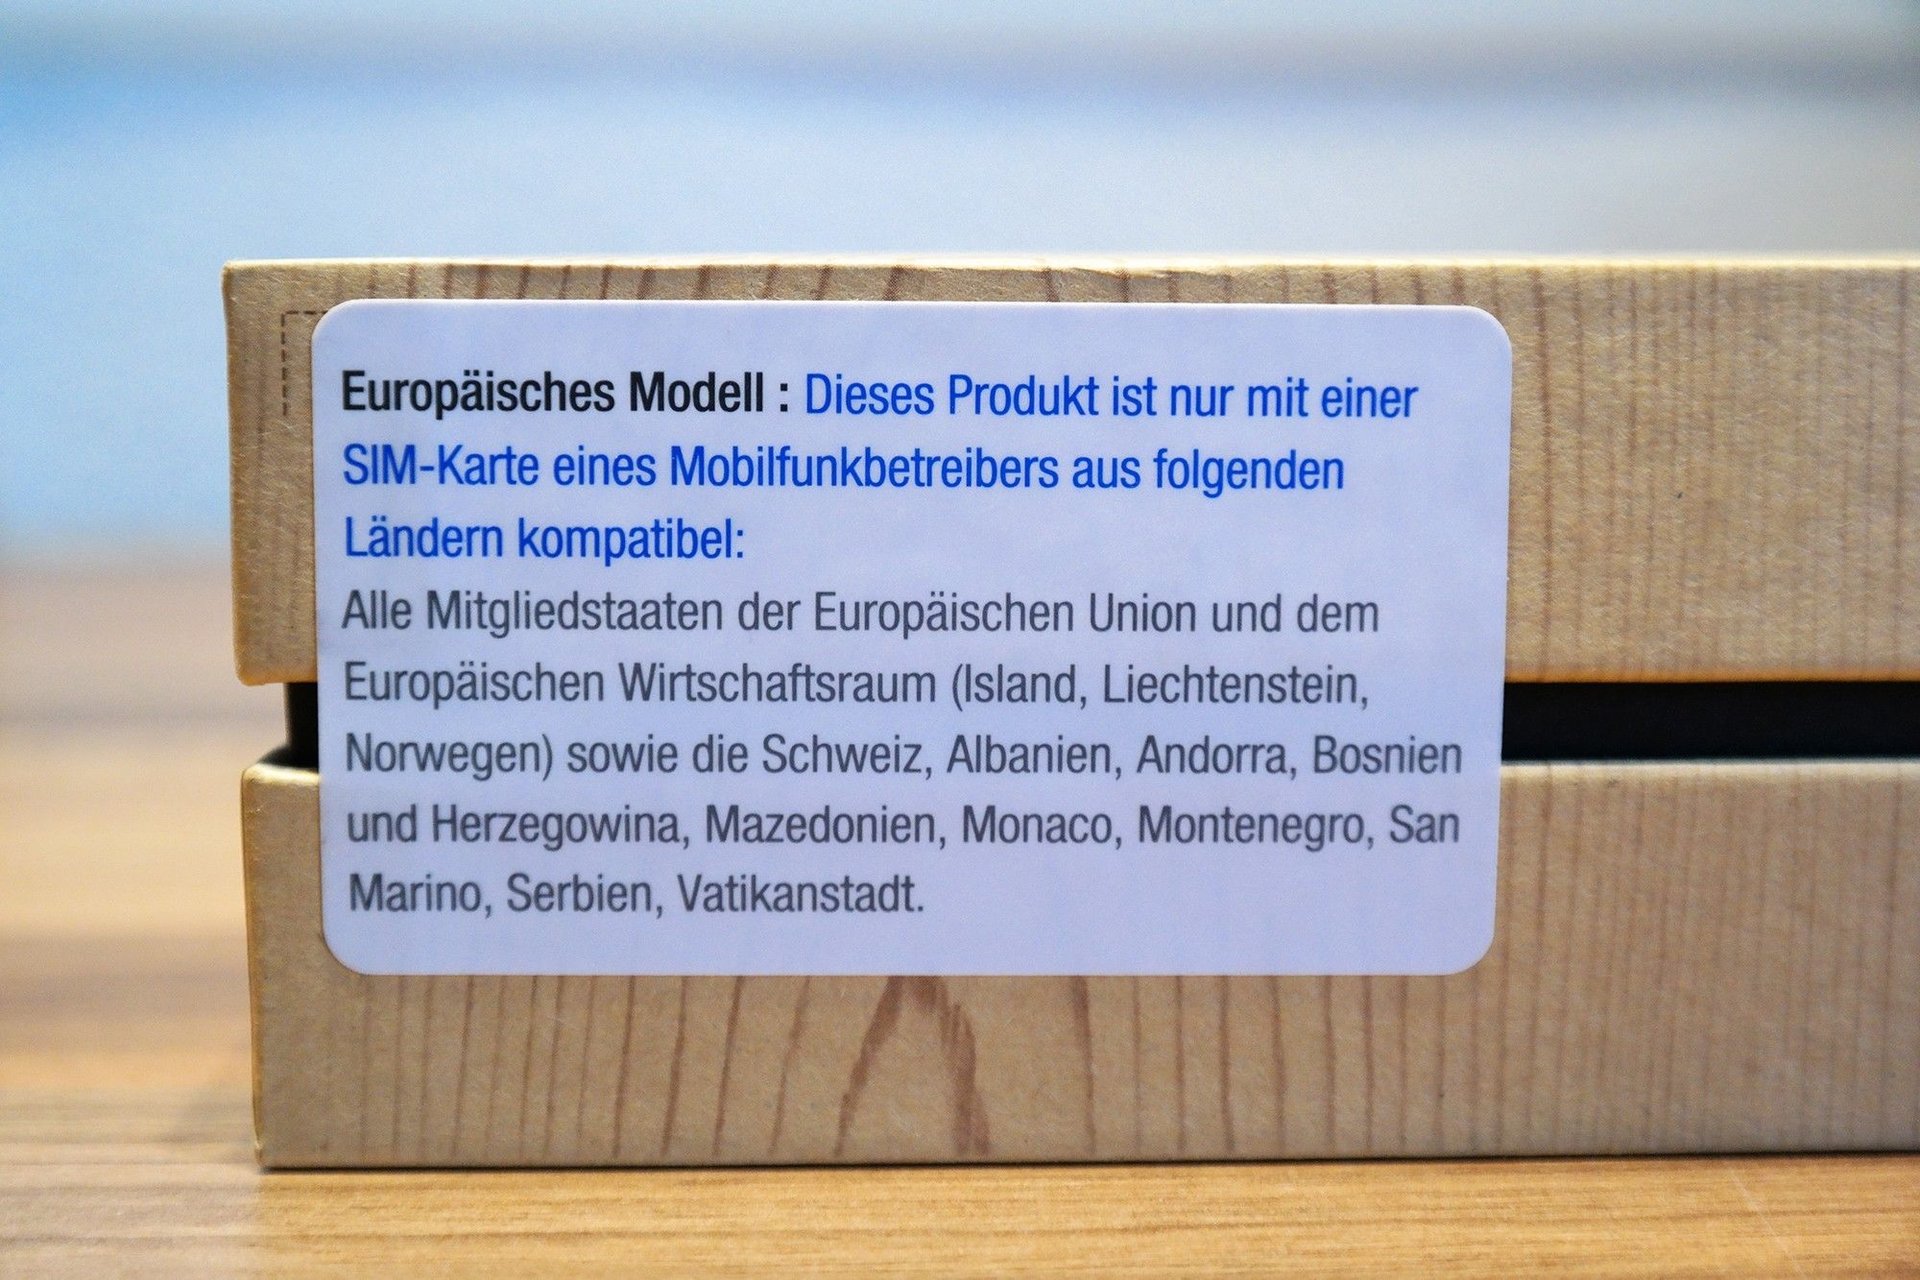 Europäisches Modell : Dieses Produkt ist nur mit einer
SIM-Karte eines Mobilfunkbetreibers aus folgenden
Ländern kompatibel:
Alle Mitgliedstaaten der Europäischen Union und dem
Europäischen Wirtschaftsraum (Island, Liechtenstein,
Norwegen) sowie die Schweiz, Albanien, Andorra, Bosnien
und Herzegowina, Mazedonien, Monaco, Montenegro, San
Marino, Serbien, Vatikanstadt.